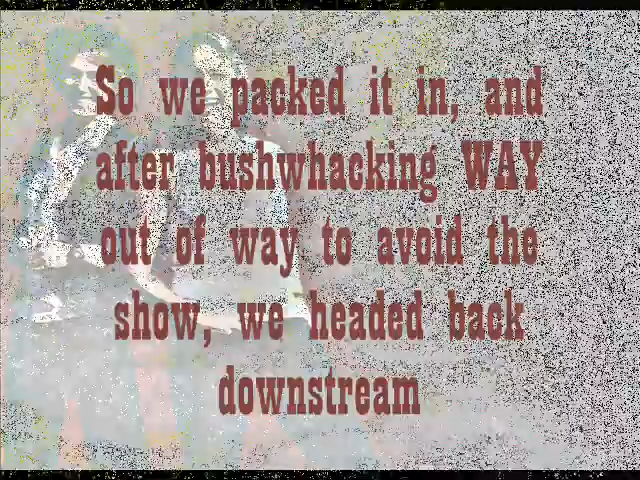 So we packed it in, and
after bushwhacking WAY
out of way to avoid the
show, we headed back
downstream